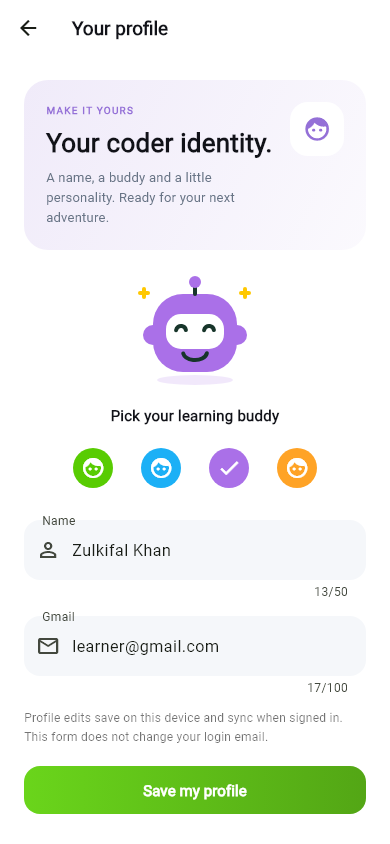 Your profile
MAKE IT YOURS
Your coder identity.
A name, a buddy and a little
personality. Ready for your next
adventure.
Pick your learning buddy
Name
Zulkifal Khan
13/50
Gmail
learner@gmail.com
17/100
Profile edits save on this device and sync when signed in.
This form does not change your login email.
Save my profile